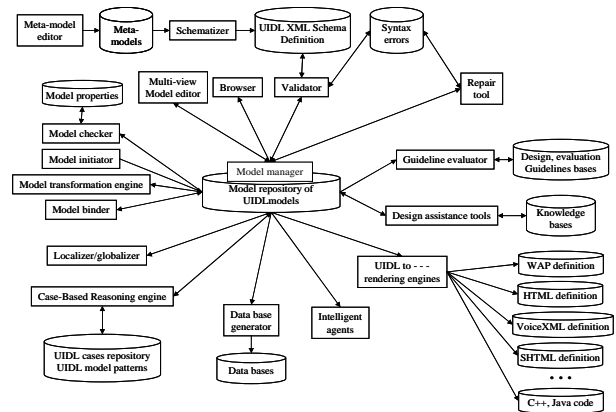 Meta-model
editor
Meta-
models
Schematizer
UIDL XML Schema
Definition
Syntax
errors
Multi-view
Model editor
Browser
Validator
Repair
tool
Model properties
Model checker
Model initiator
Model transformation engine
Model binder
Model manager
Model repository of
UIDLmodels
Guideline evaluator
Design, evaluation
Guidelines bases
Design assistance tools
Knowledge
bases
Localizer/globalizer
Case-Based Reasoning engine
UIDL cases repository
UIDL model patterns
Data base
generator
Data bases
Intelligent
agents
UIDL to - - -
rendering engines
WAP definition
HTML definition
VoiceXML definition
SHTML definition
• • •
C++, Java code